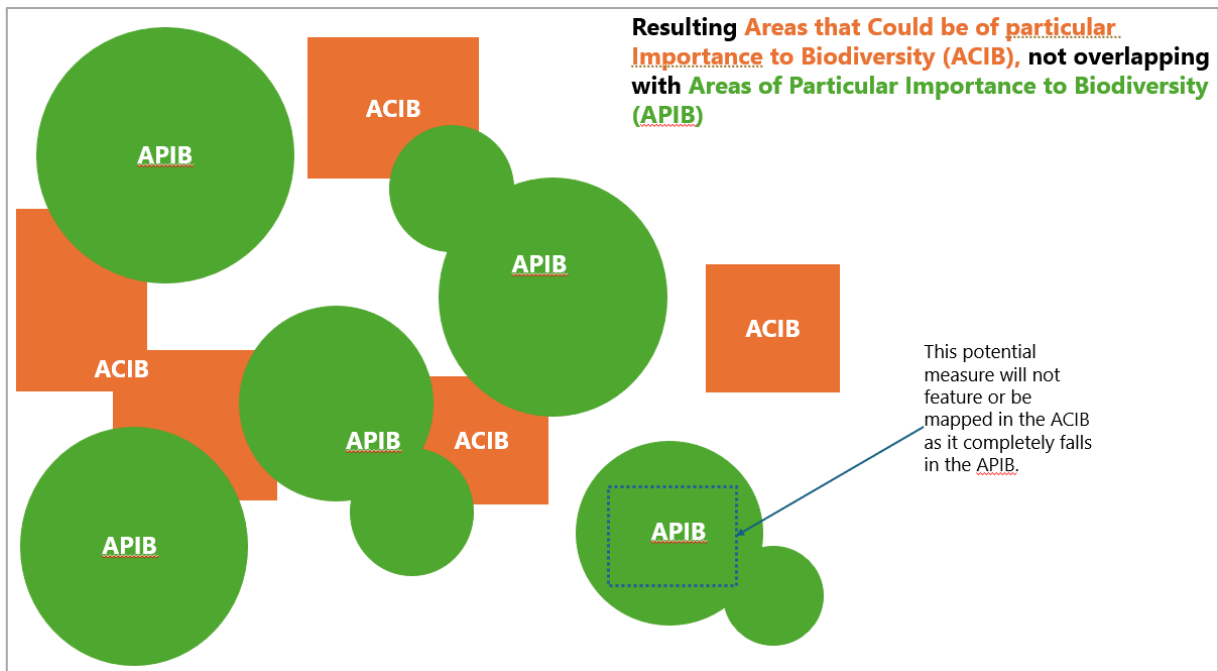 Resulting Areas that Could be of particular
Importance to Biodiversity (ACIB), not overlapping
with Areas of Particular Importance to Biodiversity
(APIB)
ACIB
APIB
APIB
ACIB
ACIB
APIB
ACIB
APIB
APIB
This potential
measure will not
feature or be
mapped in the ACIB
as it completely falls
in the APIB.